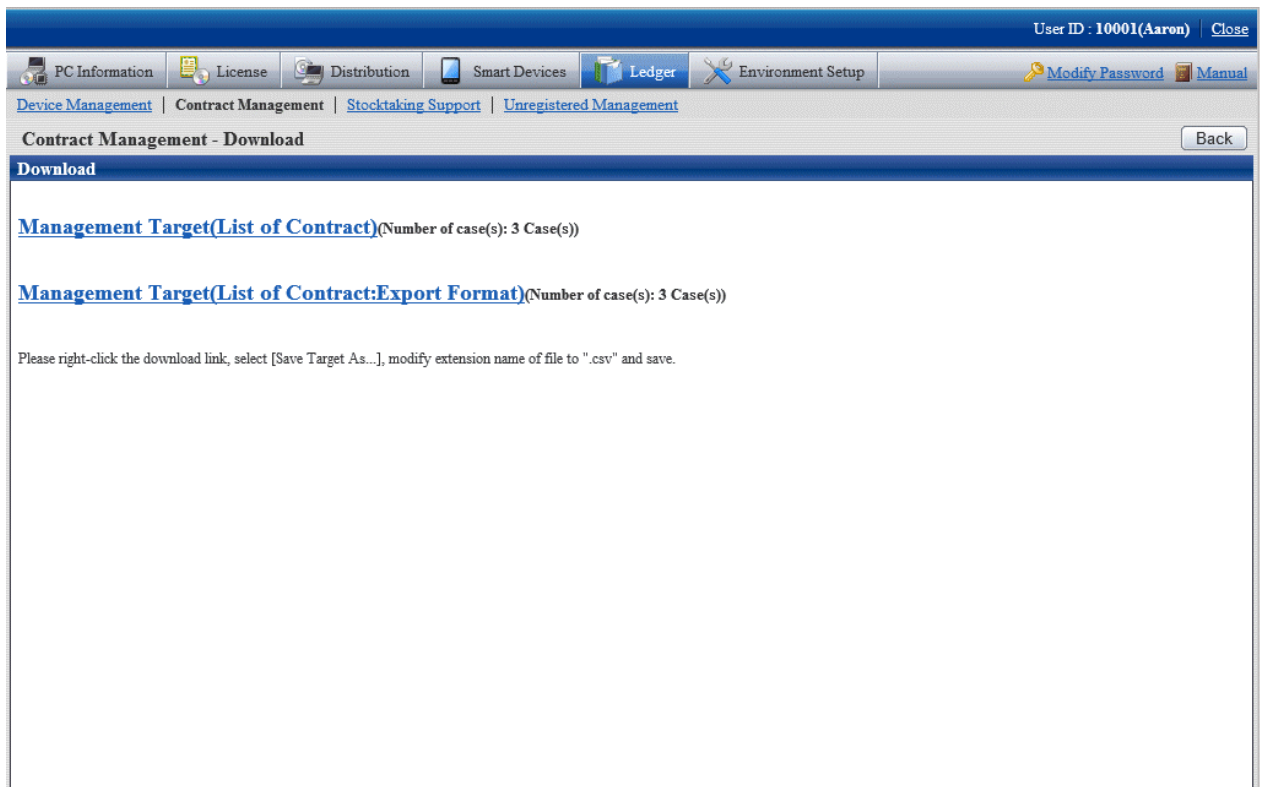 User ID : 10001(Aaron) Close
PC Information License Distribution Smart Devices Ledger Environment Setup Modify Password Manual
Device Management | Contract Management | Stocktaking Support | Unregistered Management
Contract Management - Download Back
Download
Management Target(List of Contract)(Number of case(s): 3 Case(s))
Management Target(List of Contract:Export Format)(Number of case(s): 3 Case(s))
Please right-click the download link, select [Save Target As...], modify extension name of file to ".csv" and save.